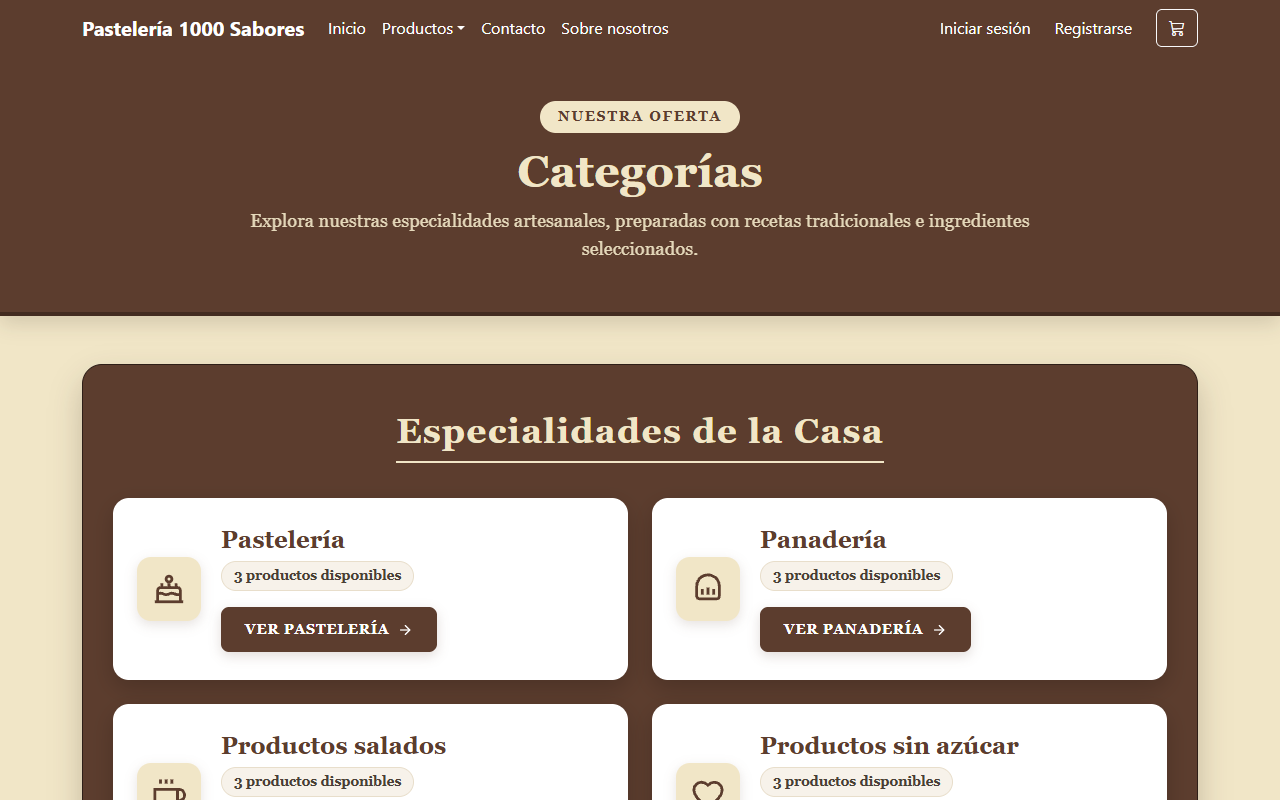 Pastelería 1000 Sabores Inicio Productos Contacto Sobre nosotros Iniciar sesión Registrarse
NUESTRA OFERTA
Categorías
Explora nuestras especialidades artesanales, preparadas con recetas tradicionales e ingredientes
seleccionados.
Especialidades de la Casa
Pastelería
3 productos disponibles
VER PASTELERÍA →
Panadería
3 productos disponibles
VER PANADERÍA →
Productos salados
3 productos disponibles
Productos sin azúcar
3 productos disponibles